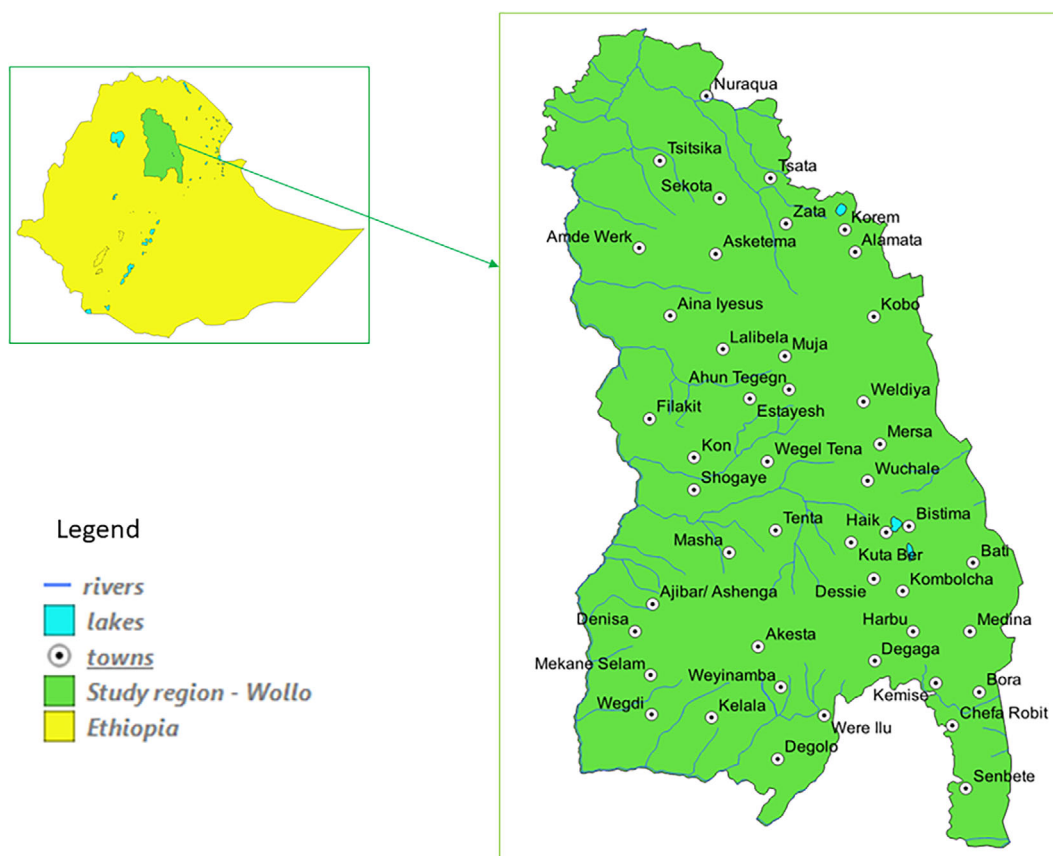 Nuraqua
Tsitsika
Tsata
Sekota
Zata
Korem
Amde Werk
Asketema
Alamata
Aina Iyesus
Kobo
Lalibela
Muja
Ahun Tegegn
Weldiya
Filakit
Estayesh
Mersa
Kon
Wegel Tena
Wuchale
Shogaye
Tenta
Haik
Bistima
Masha
Kuta Ber
Bati
Dessie
Kombolcha
Ajibar/ Ashenga
Denisa
Akesta
Harbu
Medina
Mekane Selam
Degaga
Weyinamba
Kemise
Bora
Wegdi
Kelala
Were Ilu
Chefa Robit
Degolo
Senbete
Legend
rivers
lakes
towns
Study region - Wollo
Ethiopia